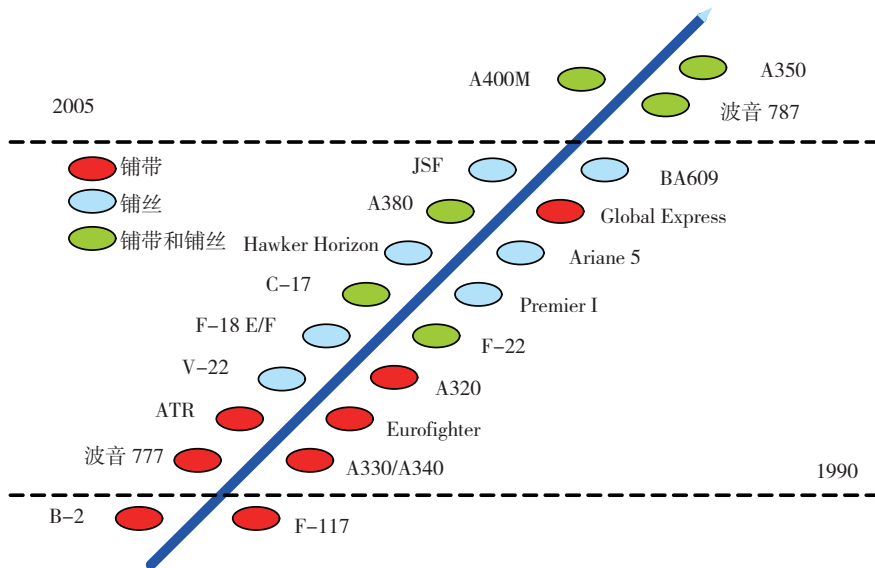 A400M
A350
2005
波音 787
铺带
JSF
BA609
铺丝
A380
Global Express
铺带和铺丝
Hawker Horizon
Ariane 5
C-17
Premier I
F-18 E/F
F-22
V-22
A320
ATR
Eurofighter
波音 777
A330/A340
1990
B-2
F-117